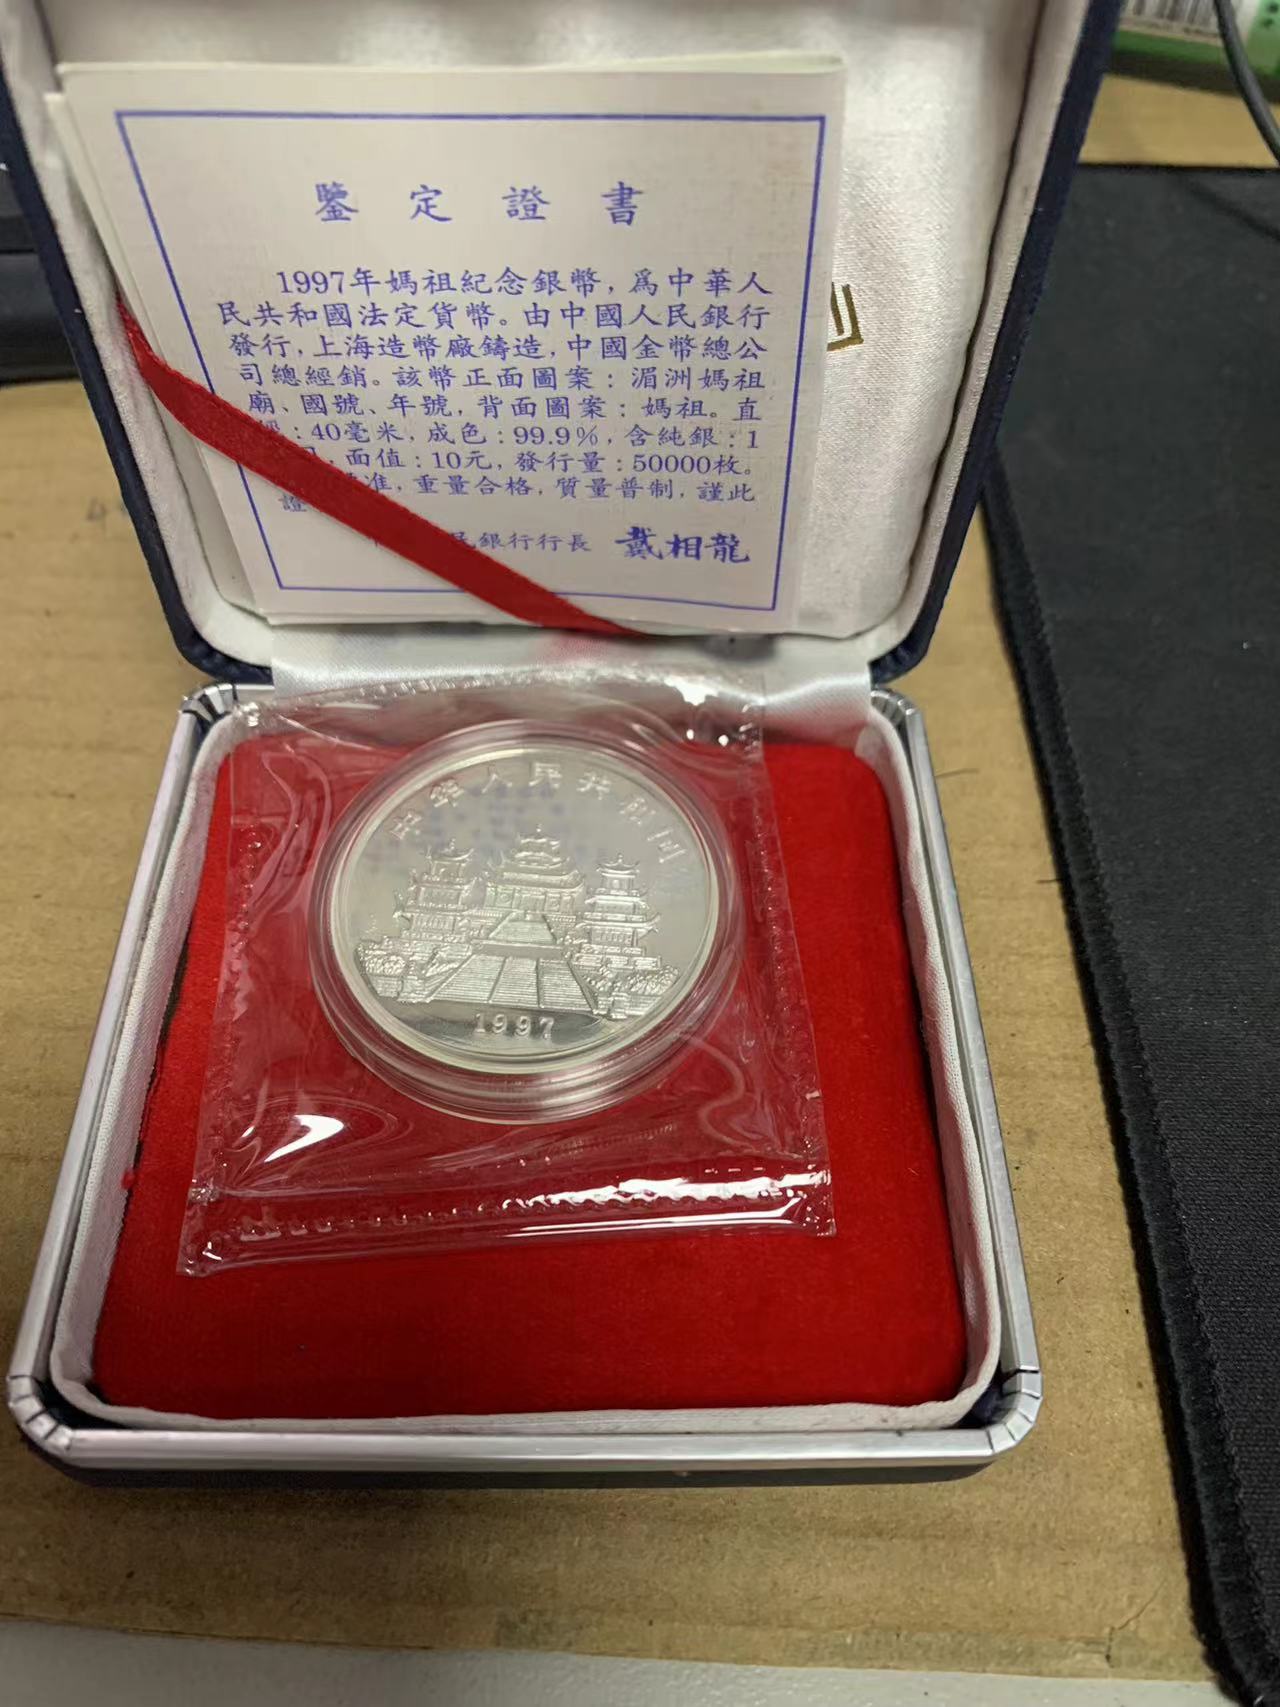 鑒定證書
1997年媽祖紀念銀幣，爲中華人
民共和國法定貨幣。由中國人民銀行
發行，上海造幣廠鑄造，中國金幣總公
司總經銷。該幣正面圖案：湄洲媽祖
廟、國號、年號，背面圖案：媽祖。直
：40毫米，成色：99.9%，含純銀：1
面值：10元，發行量：50000枚。
准，重量合格，質量普制，謹此
證
民銀行行長 戴相龍
中华人民共和国
1997